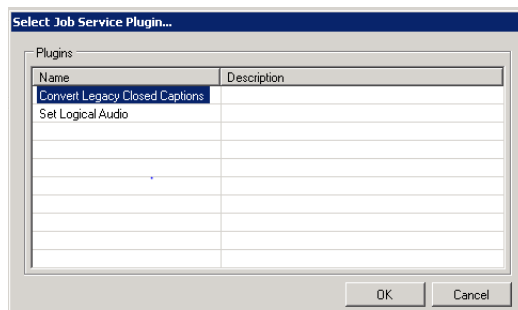 Select Job Service Plugin...
Plugins
Name Description
Convert Legacy Closed Captions
Set Logical Audio
OK Cancel